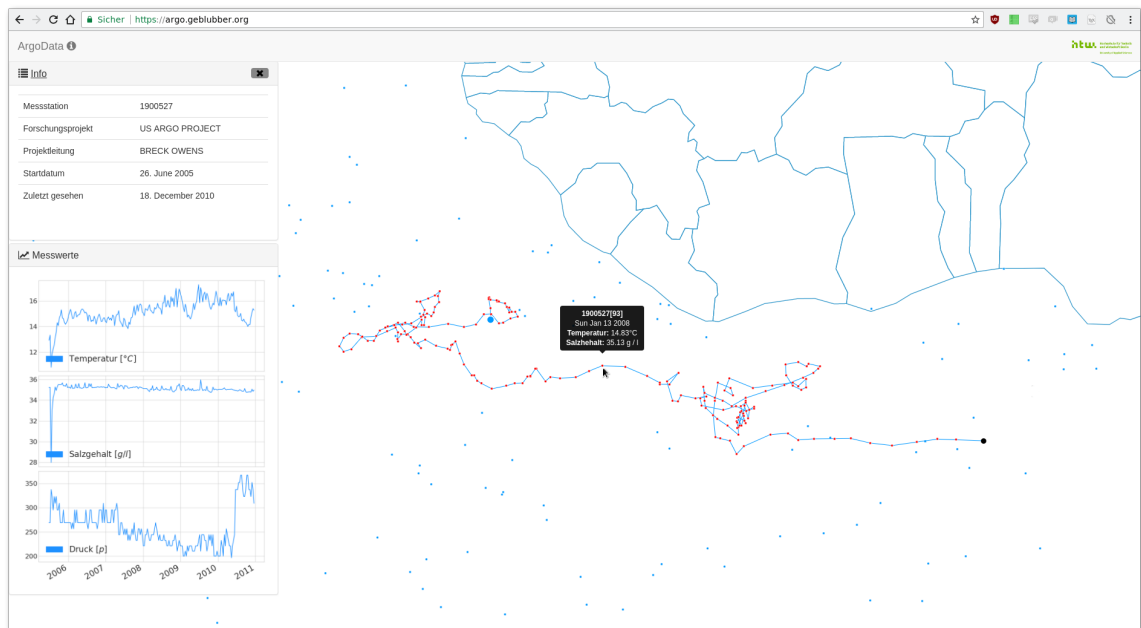 Sicher | https://argo.geblubber.org
ArgoData
htw.
Info
Messstation 1900527
Forschungsprojekt US ARGO PROJECT
Projektleitung BRECK OWENS
Startdatum 26. June 2005
Zuletzt gesehen 18. December 2010
Messwerte
16
14
12
Temperatur [°C]
36
34
32
30
28
Salzgehalt [g/l]
350
300
250
200
Druck [p]
2006 2007 2008 2009 2010 2011
1900527[93]
Sun Jan 13 2008
Temperatur: 14.83°C
Salzhehalt: 35.13 g / l